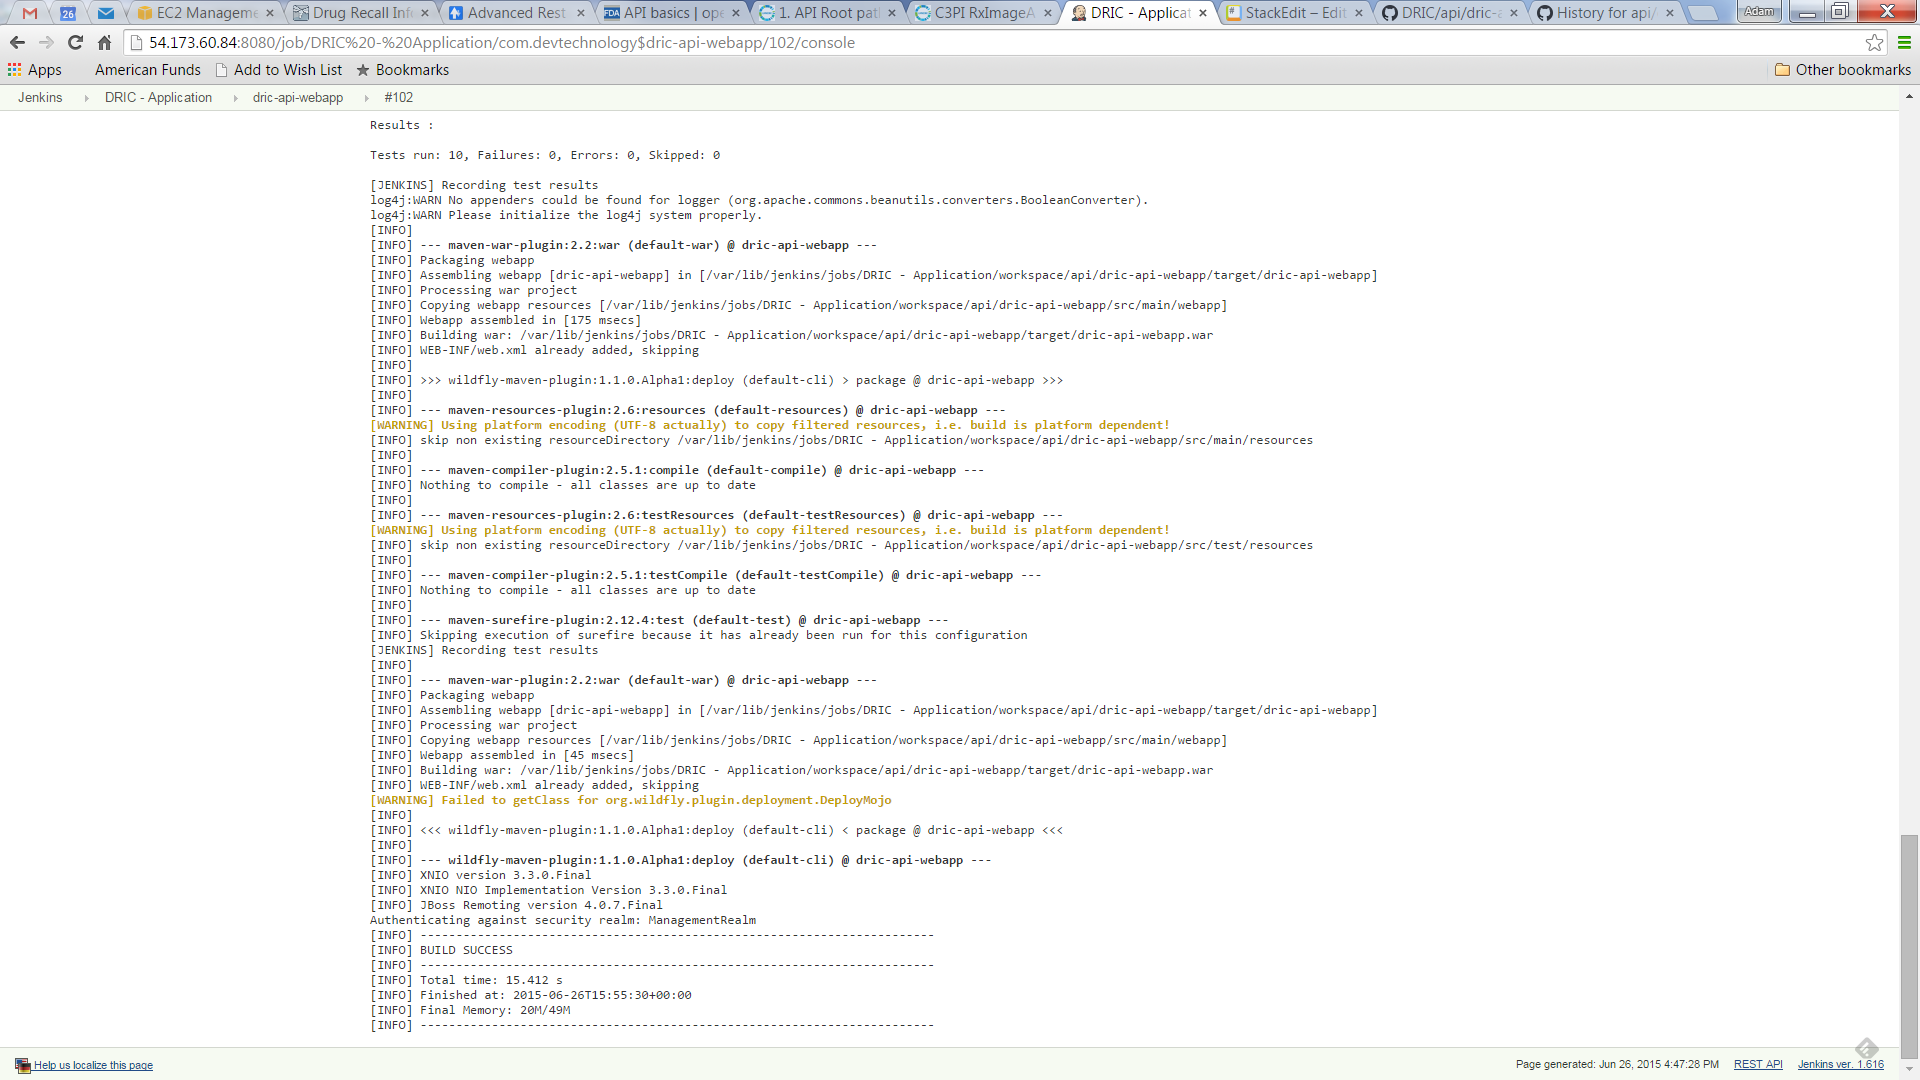 26
EC2 Manageme
Drug Recall Info
Advanced Rest
FDA API basics | ope
1. API Root pat
C3PI RxImageA
DRIC - Applicat
StackEdit – Edit
DRIC/api/dric-a
History for api/
Adam
54.173.60.84:8080/job/DRIC%20-%20Application/com.devtechnology$dric-api-webapp/102/console
Apps
American Funds
Add to Wish List
Bookmarks
Other bookmarks
Jenkins
DRIC - Application
dric-api-webapp
#102
Results :
Tests run: 10, Failures: 0, Errors: 0, Skipped: 0
[JENKINS] Recording test results
log4j:WARN No appenders could be found for logger (org.apache.commons.beanutils.converters.BooleanConverter).
log4j:WARN Please initialize the log4j system properly.
[INFO]
[INFO] --- maven-war-plugin:2.2:war (default-war) @ dric-api-webapp ---
[INFO] Packaging webapp
[INFO] Assembling webapp [dric-api-webapp] in [/var/lib/jenkins/jobs/DRIC - Application/workspace/api/dric-api-webapp/target/dric-api-webapp]
[INFO] Processing war project
[INFO] Copying webapp resources [/var/lib/jenkins/jobs/DRIC - Application/workspace/api/dric-api-webapp/src/main/webapp]
[INFO] Webapp assembled in [175 msecs]
[INFO] Building war: /var/lib/jenkins/jobs/DRIC - Application/workspace/api/dric-api-webapp/target/dric-api-webapp.war
[INFO] WEB-INF/web.xml already added, skipping
[INFO]
[INFO] >>> wildfly-maven-plugin:1.1.0.Alpha1:deploy (default-cli) > package @ dric-api-webapp >>>
[INFO]
[INFO] --- maven-resources-plugin:2.6:resources (default-resources) @ dric-api-webapp ---
[WARNING] Using platform encoding (UTF-8 actually) to copy filtered resources, i.e. build is platform dependent!
[INFO] skip non existing resourceDirectory /var/lib/jenkins/jobs/DRIC - Application/workspace/api/dric-api-webapp/src/main/resources
[INFO]
[INFO] --- maven-compiler-plugin:2.5.1:compile (default-compile) @ dric-api-webapp ---
[INFO] Nothing to compile - all classes are up to date
[INFO]
[INFO] --- maven-resources-plugin:2.6:testResources (default-testResources) @ dric-api-webapp ---
[WARNING] Using platform encoding (UTF-8 actually) to copy filtered resources, i.e. build is platform dependent!
[INFO] skip non existing resourceDirectory /var/lib/jenkins/jobs/DRIC - Application/workspace/api/dric-api-webapp/src/test/resources
[INFO]
[INFO] --- maven-compiler-plugin:2.5.1:testCompile (default-testCompile) @ dric-api-webapp ---
[INFO] Nothing to compile - all classes are up to date
[INFO]
[INFO] --- maven-surefire-plugin:2.12.4:test (default-test) @ dric-api-webapp ---
[INFO] Skipping execution of surefire because it has already been run for this configuration
[JENKINS] Recording test results
[INFO]
[INFO] --- maven-war-plugin:2.2:war (default-war) @ dric-api-webapp ---
[INFO] Packaging webapp
[INFO] Assembling webapp [dric-api-webapp] in [/var/lib/jenkins/jobs/DRIC - Application/workspace/api/dric-api-webapp/target/dric-api-webapp]
[INFO] Processing war project
[INFO] Copying webapp resources [/var/lib/jenkins/jobs/DRIC - Application/workspace/api/dric-api-webapp/src/main/webapp]
[INFO] Webapp assembled in [45 msecs]
[INFO] Building war: /var/lib/jenkins/jobs/DRIC - Application/workspace/api/dric-api-webapp/target/dric-api-webapp.war
[INFO] WEB-INF/web.xml already added, skipping
[WARNING] Failed to getClass for org.wildfly.plugin.deployment.DeployMojo
[INFO]
[INFO] <<< wildfly-maven-plugin:1.1.0.Alpha1:deploy (default-cli) < package @ dric-api-webapp <<<
[INFO]
[INFO] --- wildfly-maven-plugin:1.1.0.Alpha1:deploy (default-cli) @ dric-api-webapp ---
[INFO] XNIO version 3.3.0.Final
[INFO] XNIO NIO Implementation Version 3.3.0.Final
[INFO] JBoss Remoting version 4.0.7.Final
Authenticating against security realm: ManagementRealm
[INFO] ------------------------------------------------------------------------
[INFO] BUILD SUCCESS
[INFO] ------------------------------------------------------------------------
[INFO] Total time: 15.412 s
[INFO] Finished at: 2015-06-26T15:55:30+00:00
[INFO] Final Memory: 20M/49M
[INFO] ------------------------------------------------------------------------
Help us localize this page
Page generated: Jun 26, 2015 4:47:28 PM
REST API
Jenkins ver. 1.616